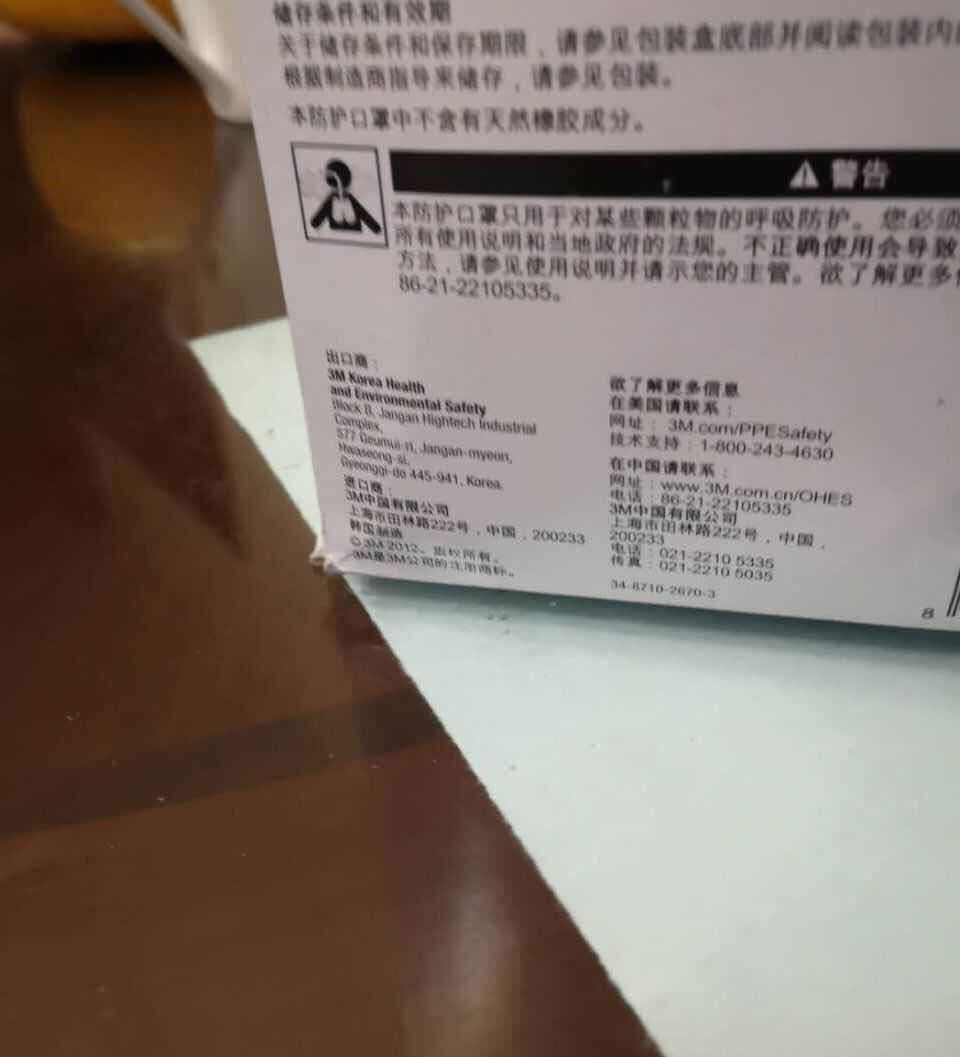 储存条件和有效期
关于储存条件和保存期限，请参见包装盒底部并阅读包装内
根据制造商指导来储存，请参见包装。
本防护口罩中不含有天然橡胶成分。
警告
本防护口罩只用于对某些颗粒物的呼吸防护。您必须
所有使用说明和当地政府的法规。不正确使用会导致
方法，请参见使用说明并请示您的主管。欲了解更多
86-21-22105335。
出口商：
3M Korea Health
and Environmental Safety
Block B, Jangan Hightech Industrial
Complex,
577 Geumui-ri, Jangan-myeon,
Hwaseong-si,
Gyeonggi-do 445-941, Korea.
进口商：
3M中国有限公司
上海市田林路222号，中国，200233
韩国制造
©3M 2012。版权所有。
3M是3M公司的注册商标。
欲了解更多信息
在美国请联系：
网址： 3M.com/PPESafety
技术支持：1-800-243-4630
在中国请联系：
网址：www.3M.com.cn/OHES
电话：86-21-22105335
3M中国有限公司
上海市田林路222号，中国，
200233
电话：021-2210 5335
传真：021-2210 5035
34-8710-2670-3
8